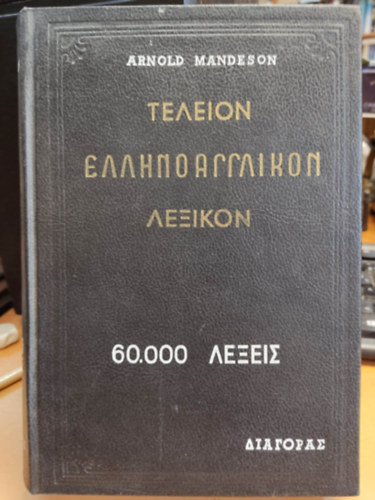 ARNOLD MANDESON
ΤΕΛΕΙΟΝ
ΕΛΛΗΝΟΑΓΓΛΙΚΟΝ
ΛΕΞΙΚΟΝ
60.000 ΛΕΞΕΙΣ
ΔΙΑΓΟΡΑΣ